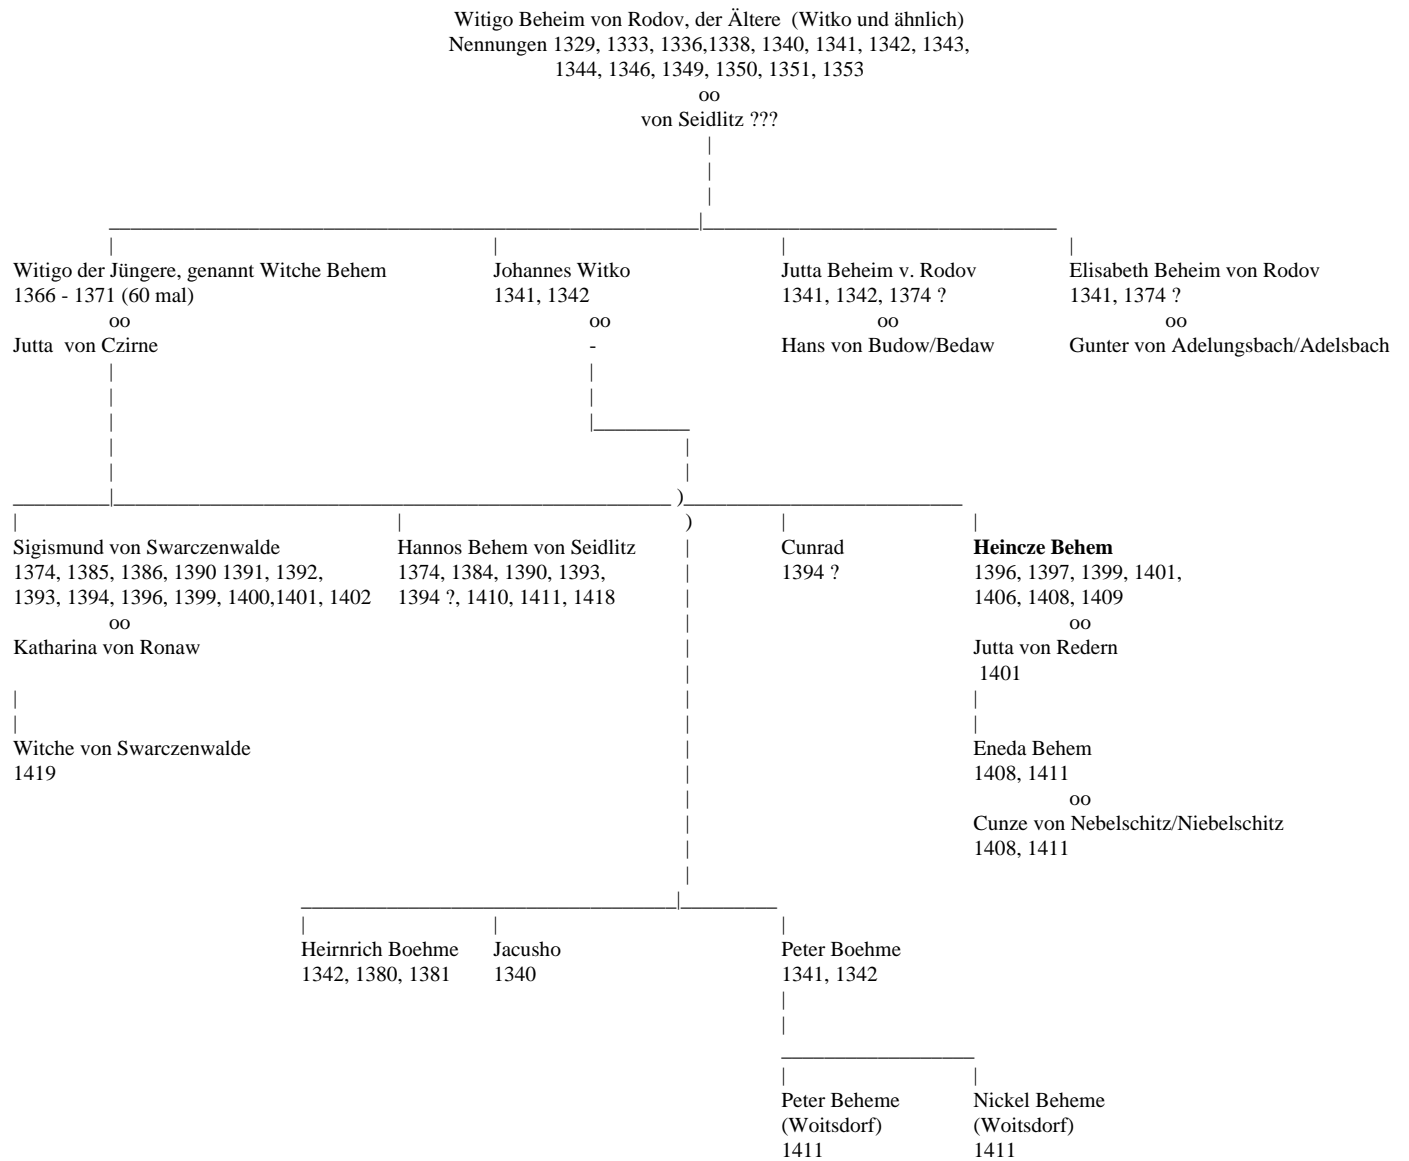 Witigo Beheim von Rodov, der Ältere  (Witko und ähnlich)
Nennungen 1329, 1333, 1336,1338, 1340, 1341, 1342, 1343,
1344, 1346, 1349, 1350, 1351, 1353
oo
von Seidlitz ???
Witigo der Jüngere, genannt Witche Behem
1366 - 1371 (60 mal)
oo
Jutta  von Czirne
Johannes Witko
1341, 1342
oo
-
Jutta Beheim v. Rodov
1341, 1342, 1374 ?
oo
Hans von Budow/Bedaw
Elisabeth Beheim von Rodov
1341, 1374 ?
oo
Gunter von Adelungsbach/Adelsbach
Sigismund von Swarczenwalde
1374, 1385, 1386, 1390 1391, 1392,
1393, 1394, 1396, 1399, 1400,1401, 1402
oo
Katharina von Ronaw
Hannos Behem von Seidlitz
1374, 1384, 1390, 1393,
1394 ?, 1410, 1411, 1418
Cunrad
1394 ?
Heincze Behem
1396, 1397, 1399, 1401,
1406, 1408, 1409
oo
Jutta von Redern
1401
Witche von Swarczenwalde
1419
Eneda Behem
1408, 1411
oo
Cunze von Nebelschitz/Niebelschitz
1408, 1411
Heirnrich Boehme
1342, 1380, 1381
Jacusho
1340
Peter Boehme
1341, 1342
Peter Beheme
(Woitsdorf)
1411
Nickel Beheme
(Woitsdorf)
1411